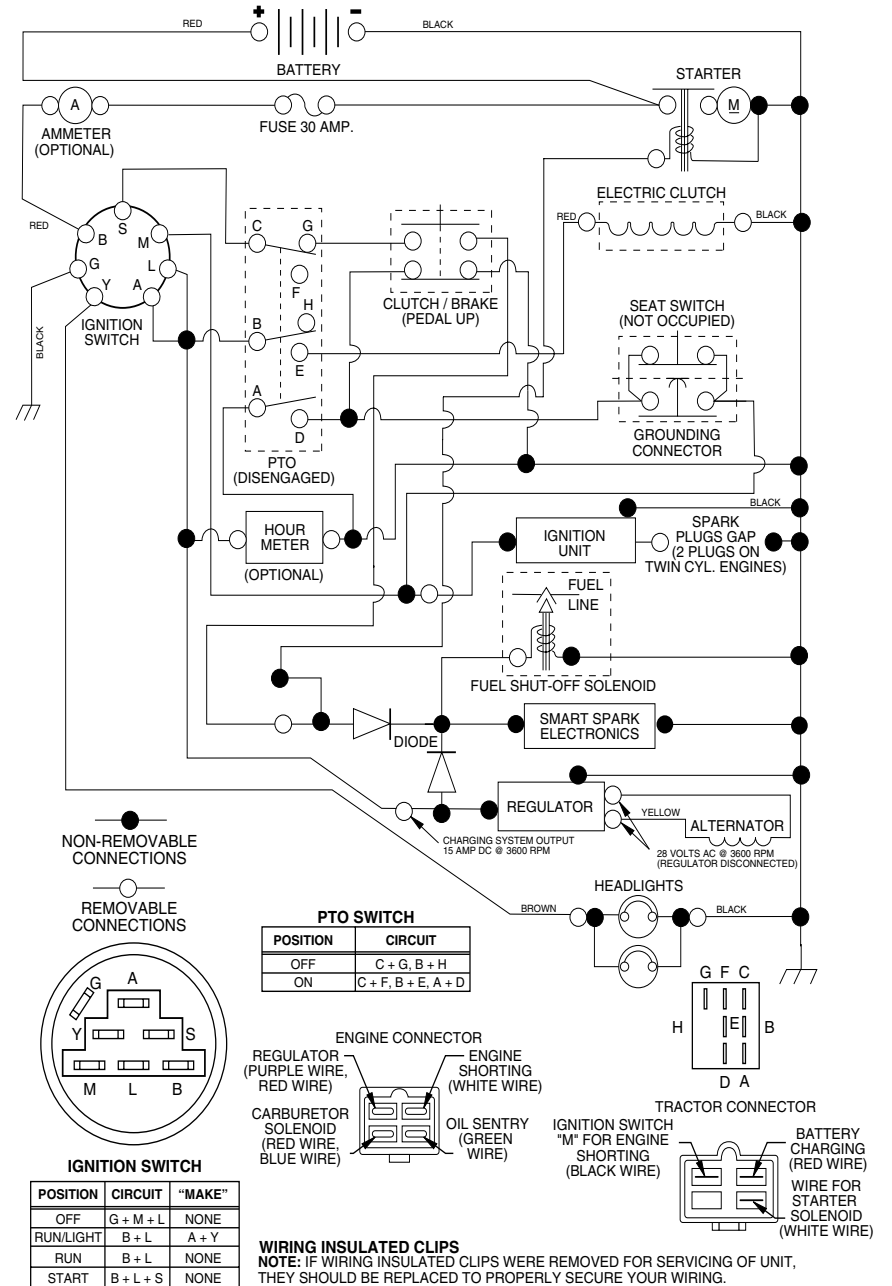 RED
+
-
BLACK
BATTERY
STARTER
A
M
AMMETER
(OPTIONAL)
FUSE 30 AMP.
ELECTRIC CLUTCH
RED
S
RED
BLACK
B
M
C
G
G
L
F
CLUTCH / BRAKE
(PEDAL UP)
Y
A
H
SEAT SWITCH
(NOT OCCUPIED)
IGNITION
SWITCH
B
BLACK
E
A
D
GROUNDING
CONNECTOR
PTO
(DISENGAGED)
BLACK
HOUR
METER
(OPTIONAL)
IGNITION
UNIT
SPARK
PLUGS GAP
(2 PLUGS ON
TWIN CYL. ENGINES)
FUEL
LINE
FUEL SHUT-OFF SOLENOID
DIODE
SMART SPARK
ELECTRONICS
REGULATOR
YELLOW
ALTERNATOR
CHARGING SYSTEM OUTPUT
15 AMP DC @ 3600 RPM
28 VOLTS AC @ 3600 RPM
(REGULATOR DISCONNECTED)
NON-REMOVABLE
CONNECTIONS
HEADLIGHTS
REMOVABLE
CONNECTIONS
BROWN
BLACK
PTO SWITCH
POSITION CIRCUIT
OFF C + G, B + H
ON C + F, B + E, A + D
G F C
H E B
D A
G A
Y S
M L B
ENGINE CONNECTOR
REGULATOR
(PURPLE WIRE,
RED WIRE)
ENGINE
SHORTING
(WHITE WIRE)
CARBURETOR
SOLENOID
(RED WIRE,
BLUE WIRE)
OIL SENTRY
(GREEN
WIRE)
TRACTOR CONNECTOR
IGNITION SWITCH
"M" FOR ENGINE
SHORTING
(BLACK WIRE)
BATTERY
CHARGING
(RED WIRE)
WIRE FOR
STARTER
SOLENOID
(WHITE WIRE)
IGNITION SWITCH
POSITION CIRCUIT “MAKE”
OFF G + M + L NONE
RUN/LIGHT B + L A + Y
RUN B + L NONE
START B + L + S NONE
WIRING INSULATED CLIPS
NOTE: IF WIRING INSULATED CLIPS WERE REMOVED FOR SERVICING OF UNIT,
THEY SHOULD BE REPLACED TO PROPERLY SECURE YOUR WIRING.